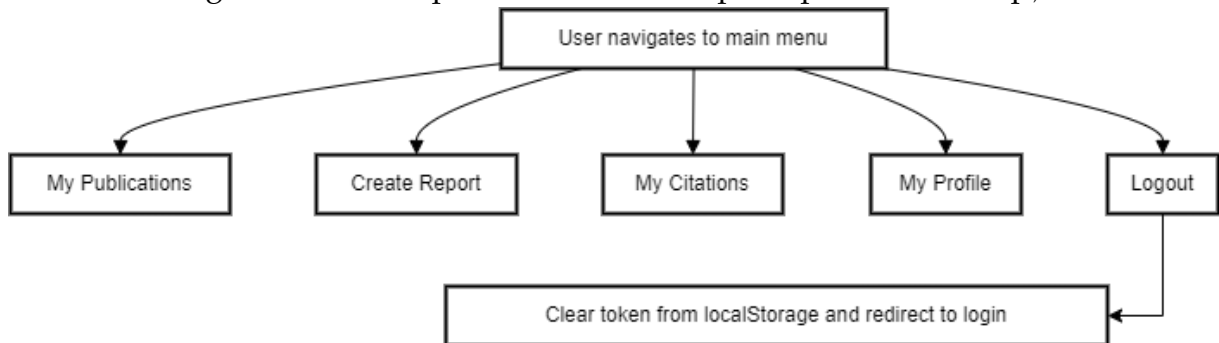 User navigates to main menu
My Publications
Create Report
My Citations
My Profile
Logout
Clear token from localStorage and redirect to login